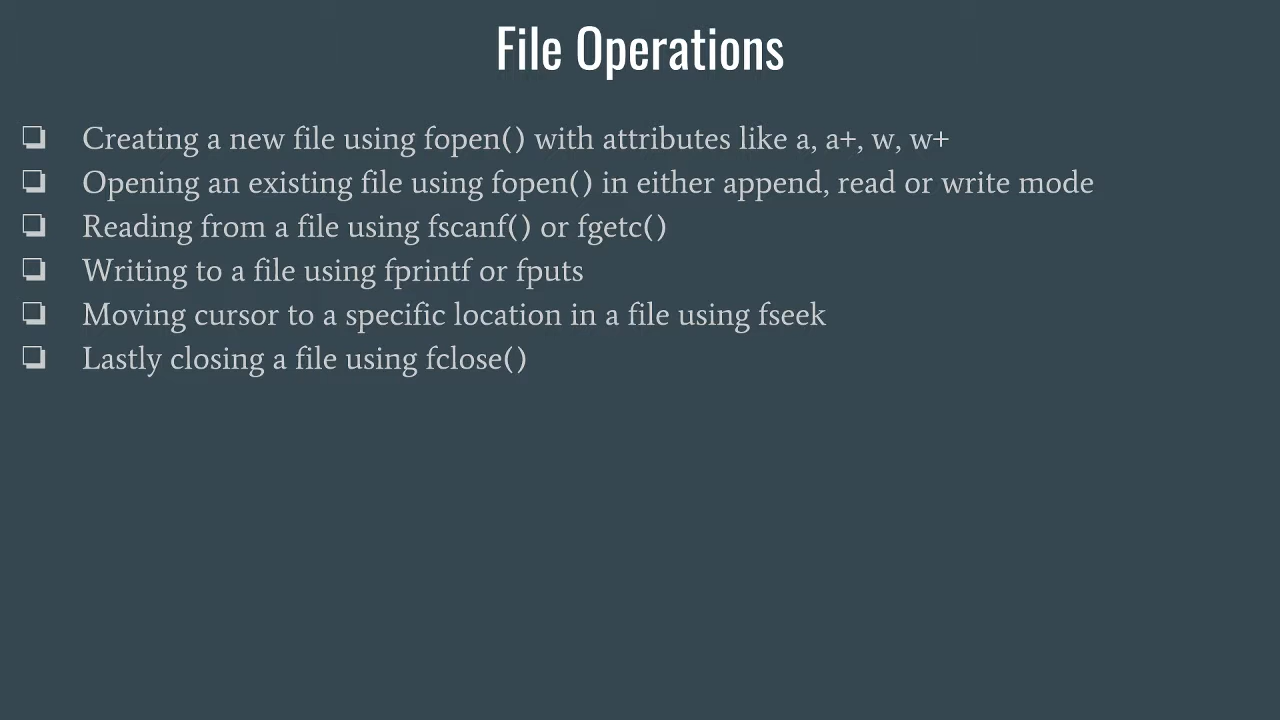 File Operations
❏ Creating a new file using fopen() with attributes like a, a+, w, w+
❏ Opening an existing file using fopen() in either append, read or write mode
❏ Reading from a file using fscanf() or fgetc()
❏ Writing to a file using fprintf or fputs
❏ Moving cursor to a specific location in a file using fseek
❏ Lastly closing a file using fclose()